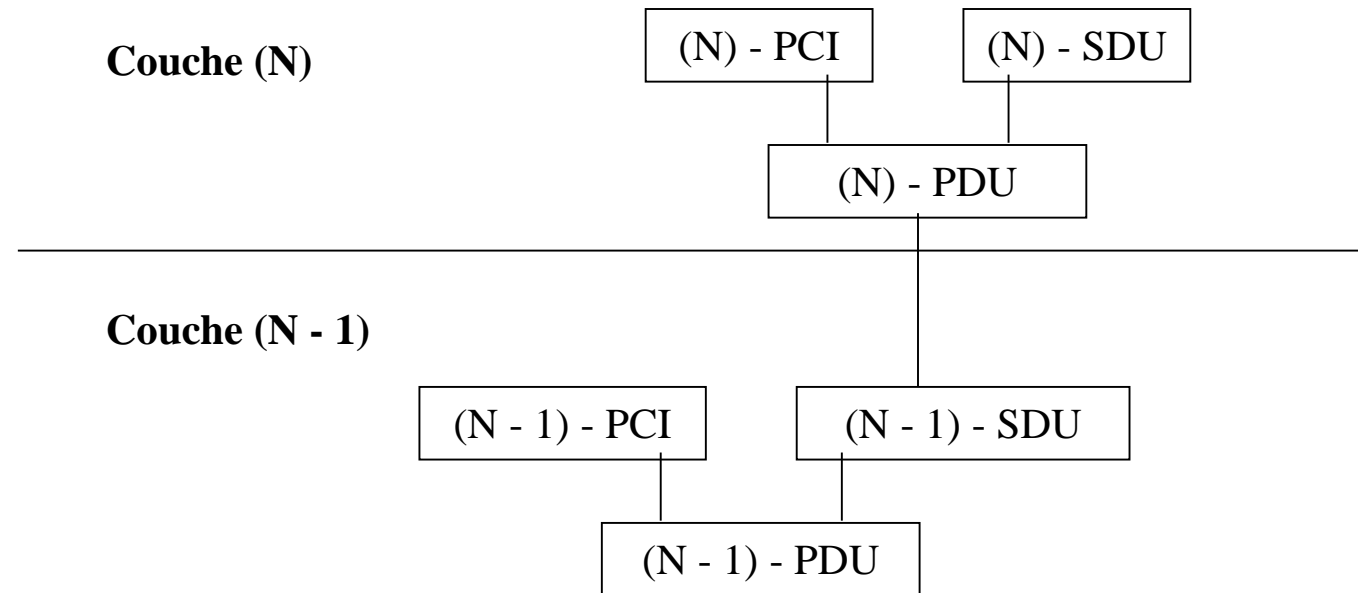 Couche (N)
(N) - PCI
(N) - SDU
(N) - PDU
Couche (N - 1)
(N - 1) - PCI
(N - 1) - SDU
(N - 1) - PDU